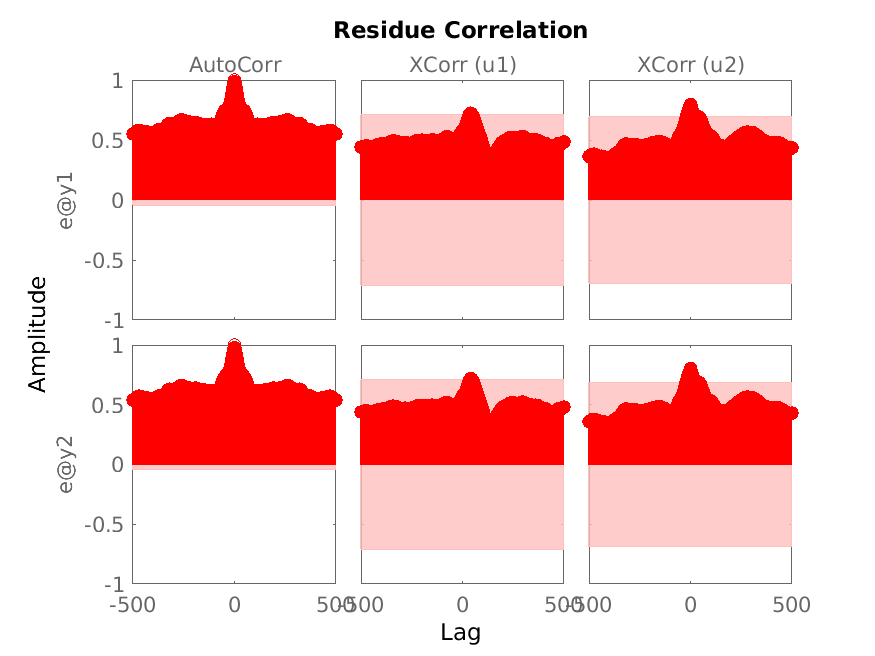 Residue Correlation
AutoCorr XCorr (u1) XCorr (u2)
1
0.5
0
-0.5
-1
e@y1
Amplitude
1
0.5
0
-0.5
-1
e@y2
-500 0 500 -500 0 500 -500 0 500
Lag